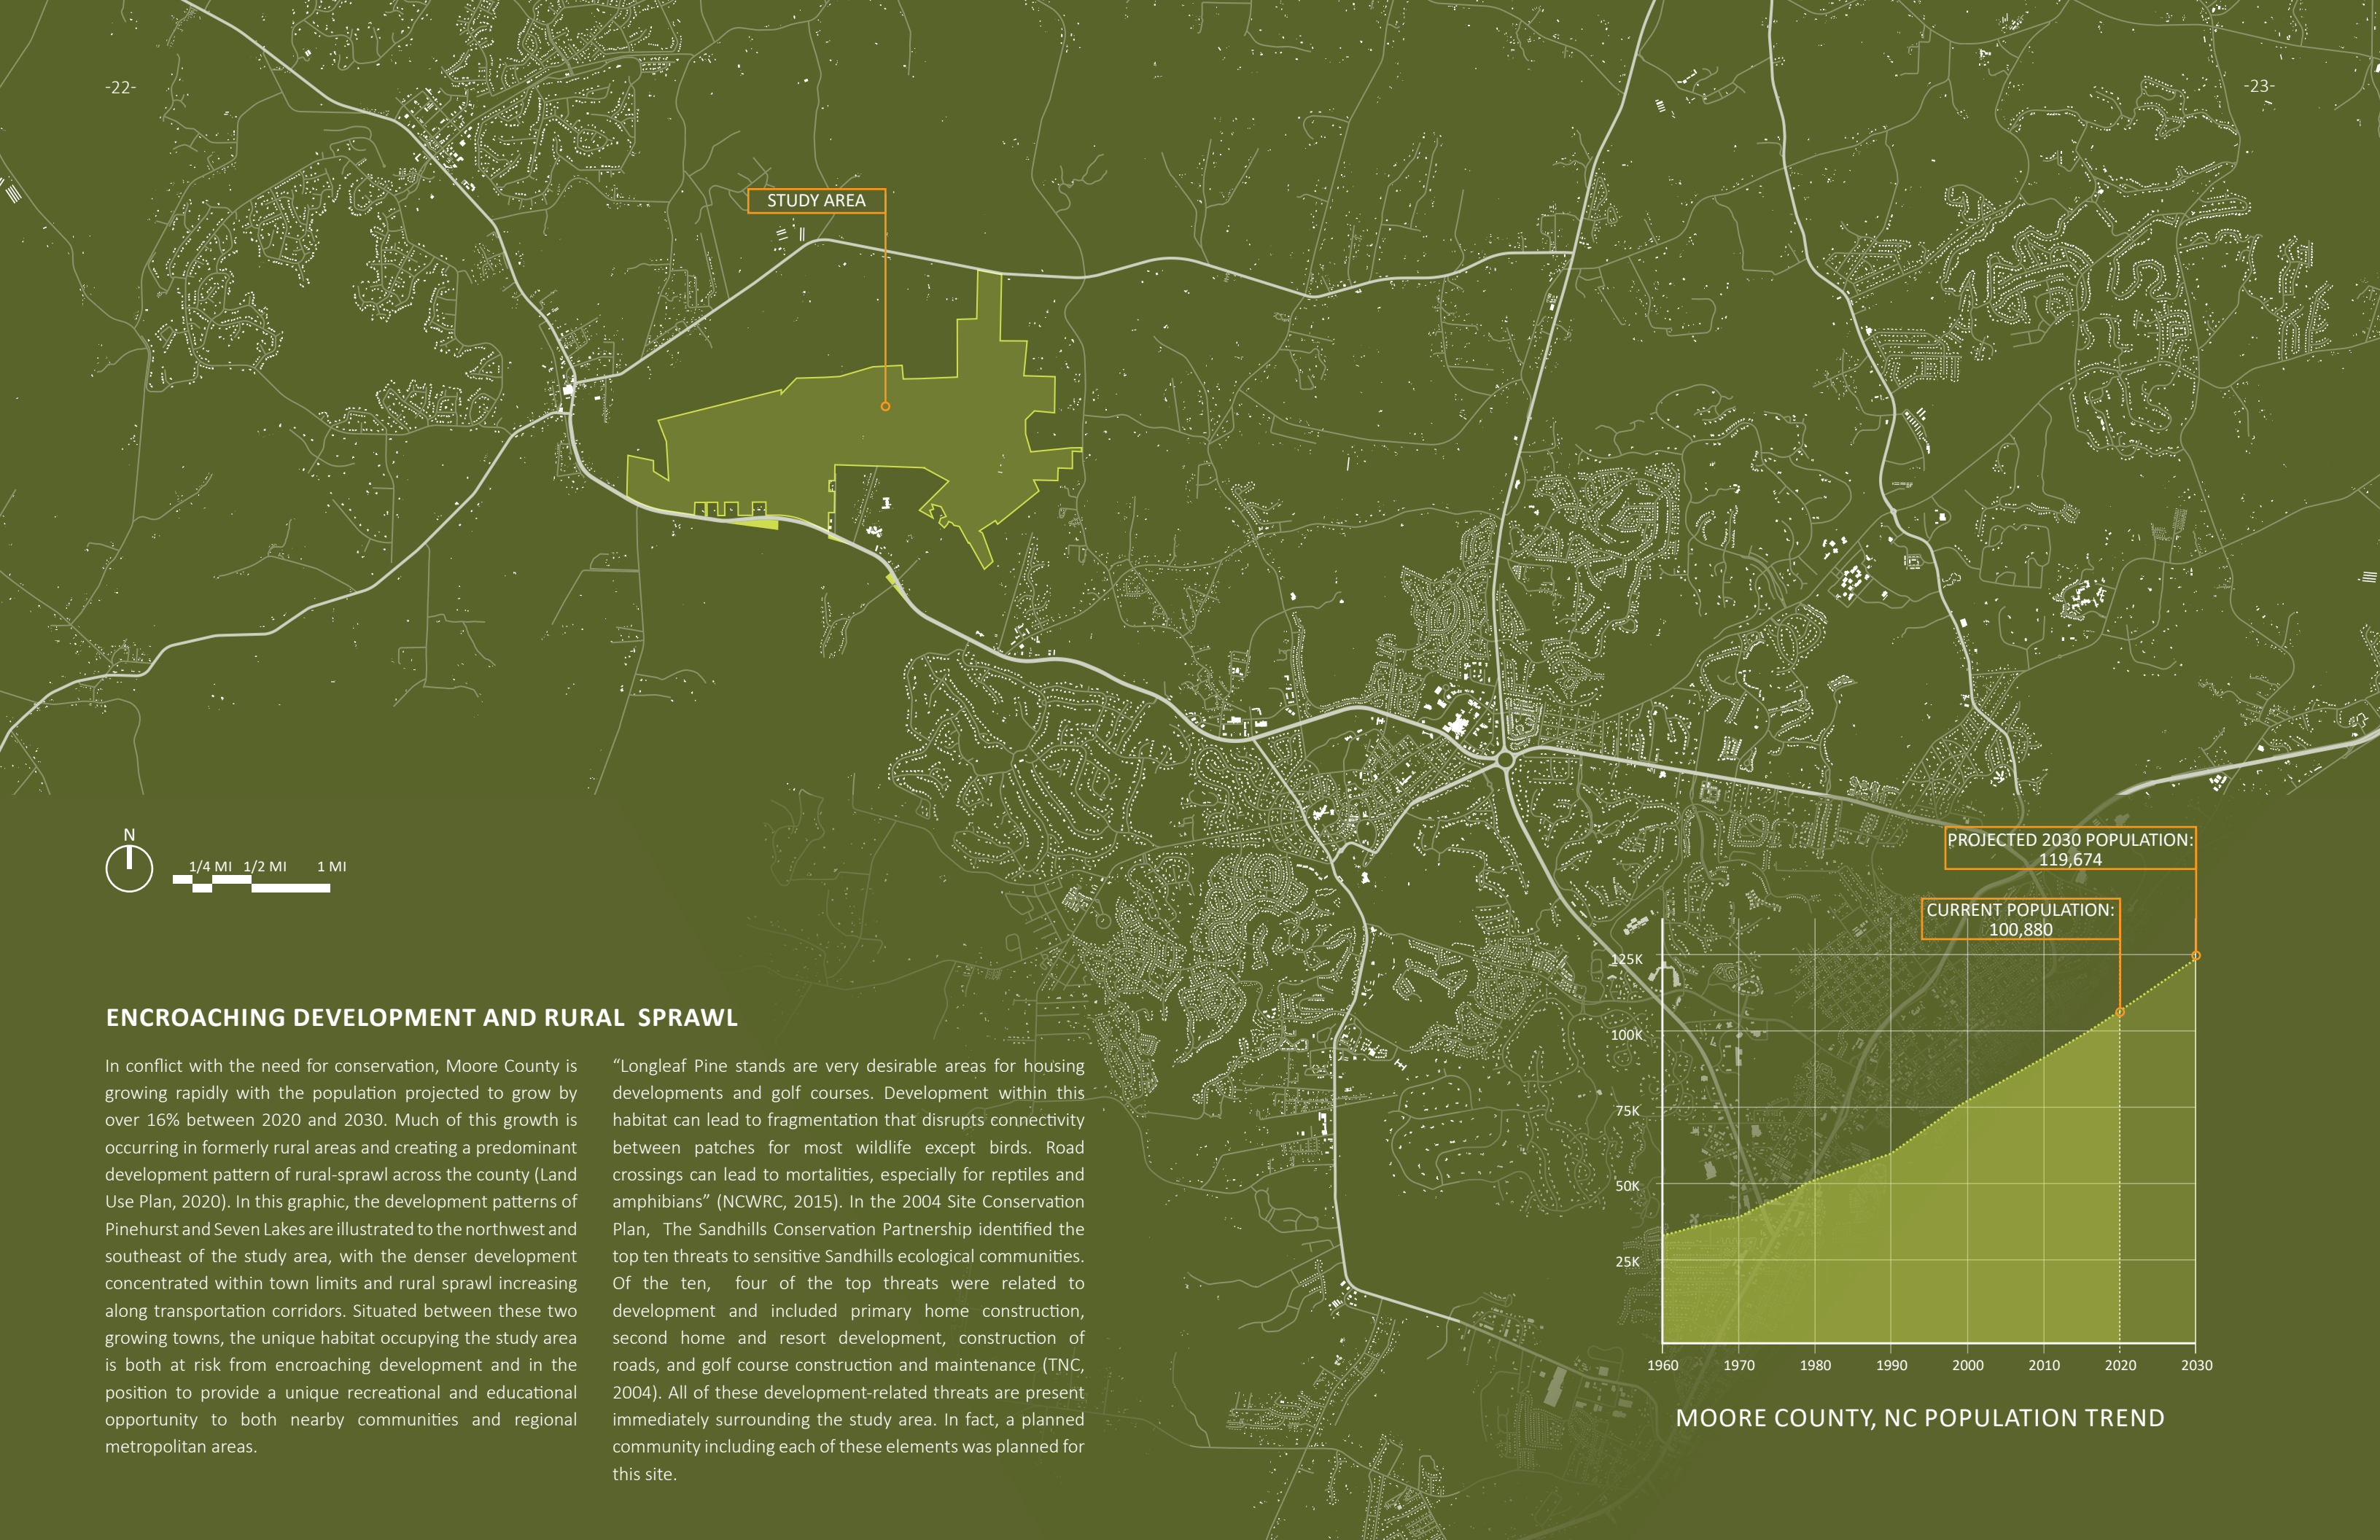 -22-
-23-
STUDY AREA
N
1/4 MI 1/2 MI 1 MI
ENCROACHING DEVELOPMENT AND RURAL SPRAWL
In conflict with the need for conservation, Moore County is
growing rapidly with the population projected to grow by
over 16% between 2020 and 2030. Much of this growth is
occurring in formerly rural areas and creating a predominant
development pattern of rural-sprawl across the county (Land
Use Plan, 2020). In this graphic, the development patterns of
Pinehurst and Seven Lakes are illustrated to the northwest and
southeast of the study area, with the denser development
concentrated within town limits and rural sprawl increasing
along transportation corridors. Situated between these two
growing towns, the unique habitat occupying the study area
is both at risk from encroaching development and in the
position to provide a unique recreational and educational
opportunity to both nearby communities and regional
metropolitan areas.
“Longleaf Pine stands are very desirable areas for housing
developments and golf courses. Development within this
habitat can lead to fragmentation that disrupts connectivity
between patches for most wildlife except birds. Road
crossings can lead to mortalities, especially for reptiles and
amphibians” (NCWRC, 2015). In the 2004 Site Conservation
Plan, The Sandhills Conservation Partnership identified the
top ten threats to sensitive Sandhills ecological communities.
Of the ten, four of the top threats were related to
development and included primary home construction,
second home and resort development, construction of
roads, and golf course construction and maintenance (TNC,
2004). All of these development-related threats are present
immediately surrounding the study area. In fact, a planned
community including each of these elements was planned for
this site.
PROJECTED 2030 POPULATION:
119,674
CURRENT POPULATION:
100,880
125K
100K
75K
50K
25K
1960 1970 1980 1990 2000 2010 2020 2030
MOORE COUNTY, NC POPULATION TREND